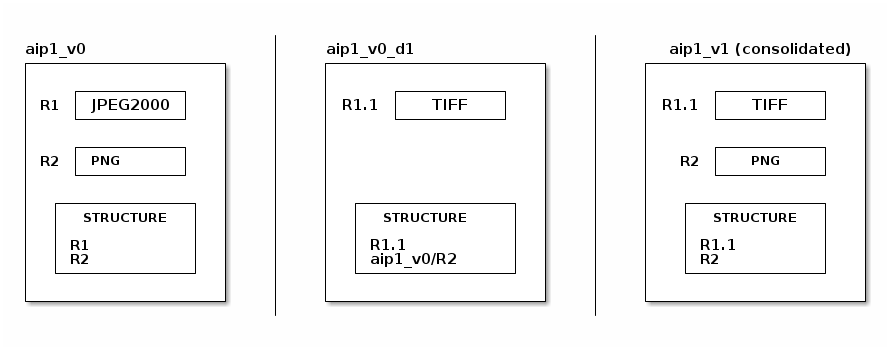 aip1_v0
R1 JPEG2000
R2 PNG
STRUCTURE
R1
R2
aip1_v0_d1
R1.1 TIFF
STRUCTURE
R1.1
aip1_v0/R2
aip1_v1 (consolidated)
R1.1 TIFF
R2 PNG
STRUCTURE
R1.1
R2